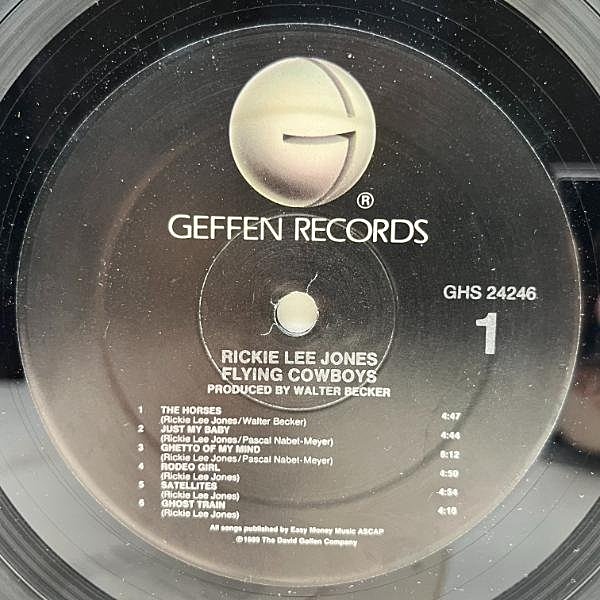 G
®
GEFFEN RECORDS
GHS 24246
1
RICKIE LEE JONES
FLYING COWBOYS
PRODUCED BY WALTER BECKER
1 THE HORSES
(Rickie Lee Jones/Walter Becker) 4:47
2 JUST MY BABY
(Rickie Lee Jones/Pascal Nabet-Meyer) 4:44
3 GHETTO OF MY MIND
(Rickie Lee Jones/Pascal Nabet-Meyer) 6:12
4 RODEO GIRL
(Rickie Lee Jones) 4:50
5 SATELLITES
(Rickie Lee Jones) 4:54
6 GHOST TRAIN
(Rickie Lee Jones) 4:16
All songs published by Easy Money Music ASCAP
℗1989 The David Geffen Company